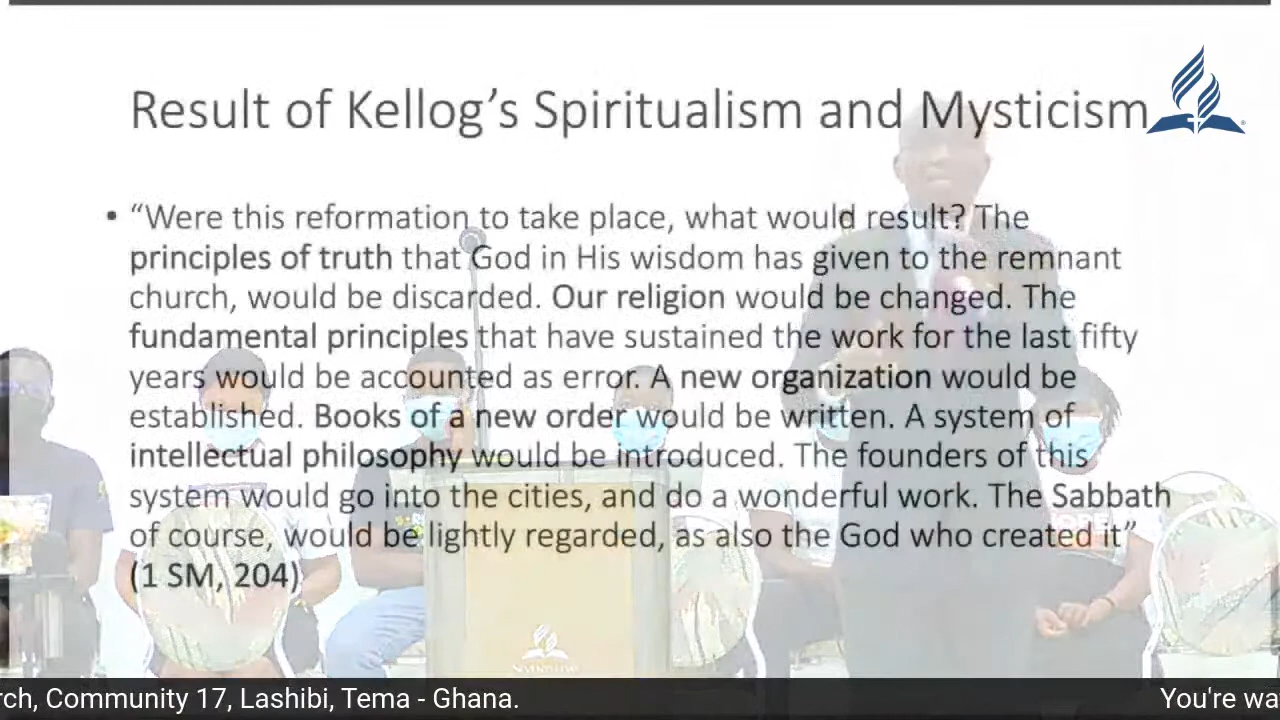 Result of Kellog’s Spiritualism and Mysticism
• “Were this reformation to take place, what would result? The
principles of truth that God in His wisdom has given to the remnant
church, would be discarded. Our religion would be changed. The
fundamental principles that have sustained the work for the last fifty
years would be accounted as error. A new organization would be
established. Books of a new order would be written. A system of
intellectual philosophy would be introduced. The founders of this
system would go into the cities, and do a wonderful work. The Sabbath
of course, would be lightly regarded, as also the God who created it”
(1 SM, 204)
rch, Community 17, Lashibi, Tema - Ghana.
You're wa